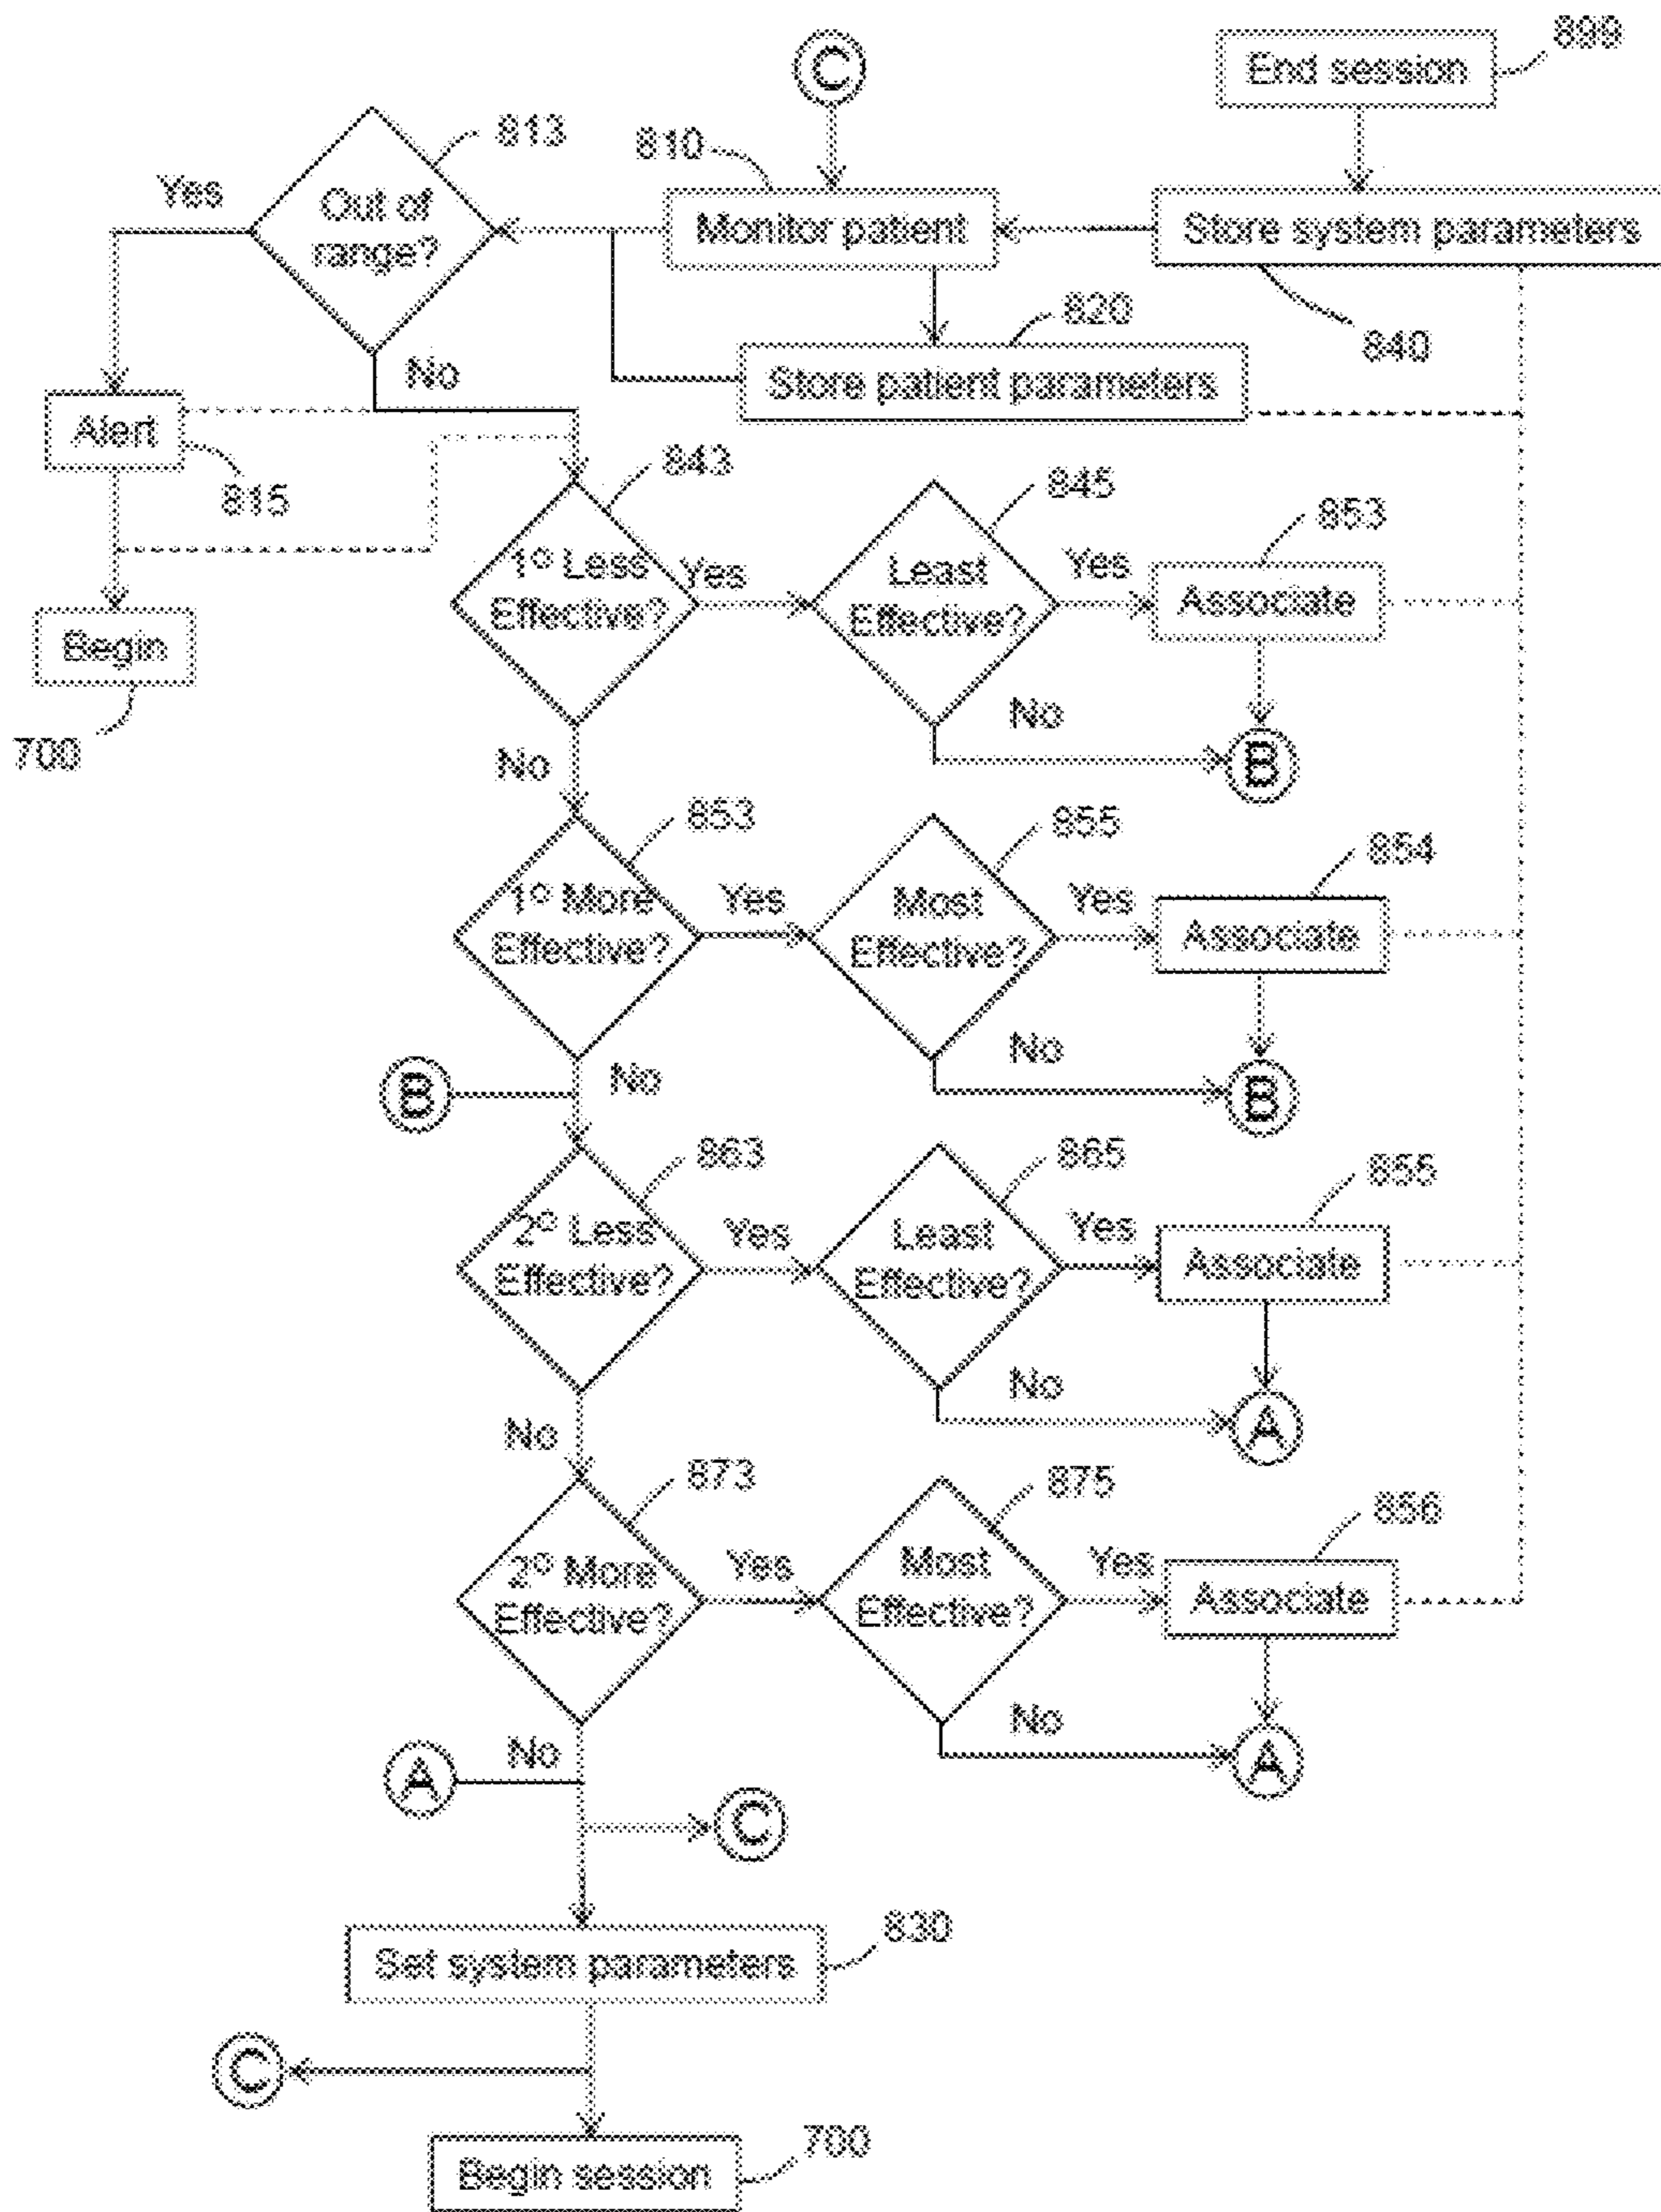 C
End session
899
813
810
Yes
Out of
range?
Monitor patient
Store system parameters
820
840
No
Store patient parameters
Alert
815
843
845
853
1º Less
Effective?
Yes
Least
Effective?
Yes
Associate
Begin
700
No
No
B
853
855
854
1º More
Effective?
Yes
Most
Effective?
Yes
Associate
No
No
B
B
863
865
855
2º Less
Effective?
Yes
Least
Effective?
Yes
Associate
No
No
A
873
875
856
2º More
Effective?
Yes
Most
Effective?
Yes
Associate
No
No
A
A
C
Set system parameters
830
C
Begin session
700